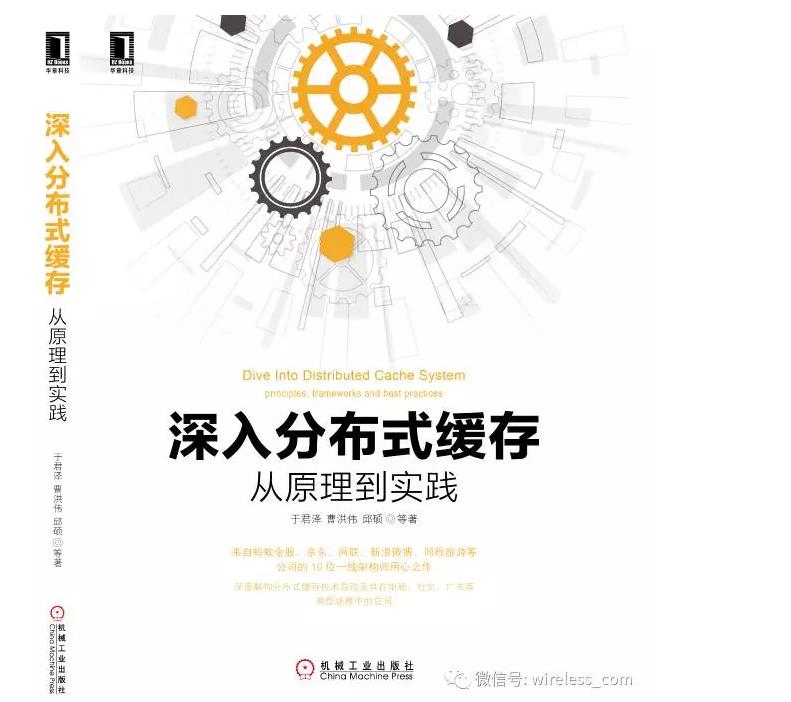 HZ Books
华章科技
HZ Books
华章科技
深入分布式缓存
从原理到实践
于君泽 曹洪伟 邱硕 ◎ 等著
机械工业出版社
China Machine Press
Dive Into Distributed Cache System
principles, frameworks and best practices
深入分布式缓存
从原理到实践
于君泽 曹洪伟 邱硕 ◎ 等著
来自蚂蚁金服、京东、网联、新浪微博、同程旅游等
公司的 10 位一线架构师用心之作
深度解构分布式缓存技术原理及其在电商、社交、广告等
典型场景中的应用
机械工业出版社
China Machine Press
微信号: wireless_com